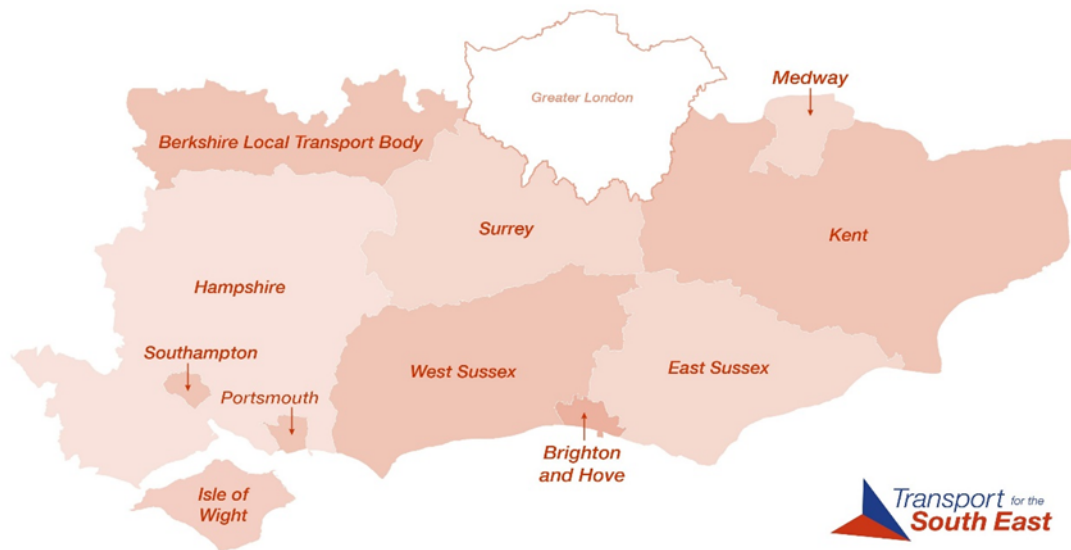 Greater London
Medway
Berkshire Local Transport Body
Surrey
Kent
Hampshire
Southampton
West Sussex
East Sussex
Portsmouth
Brighton
and Hove
Isle of
Wight
Transport for the
South East